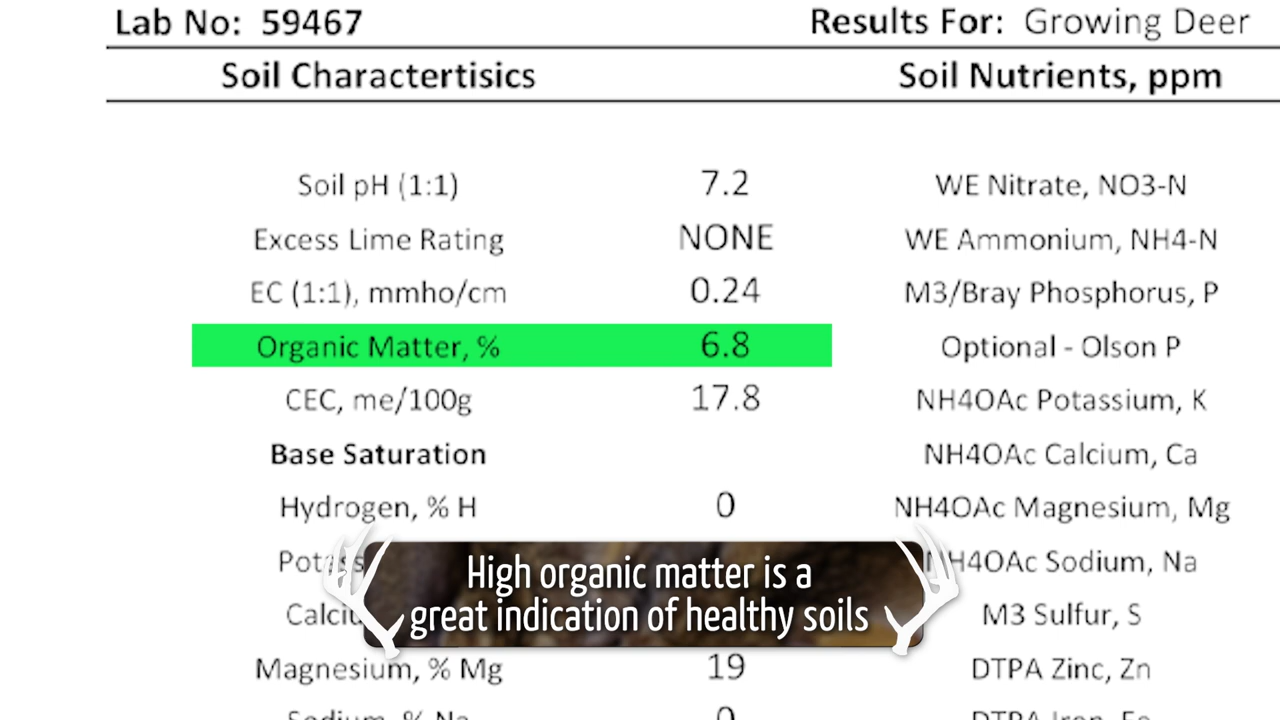 Lab No: 59467 Results For: Growing Deer
Soil Charactertisics Soil Nutrients, ppm
Soil pH (1:1) 7.2 WE Nitrate, NO3-N
Excess Lime Rating NONE WE Ammonium, NH4-N
EC (1:1), mmho/cm 0.24 M3/Bray Phosphorus, P
Organic Matter, % 6.8 Optional - Olson P
CEC, me/100g 17.8 NH4OAc Potassium, K
Base Saturation NH4OAc Calcium, Ca
Hydrogen, % H 0 NH4OAc Magnesium, Mg
NH4OAc Sodium, Na
High organic matter is a
great indication of healthy soils
M3 Sulfur, S
Magnesium, % Mg 19 DTPA Zinc, Zn